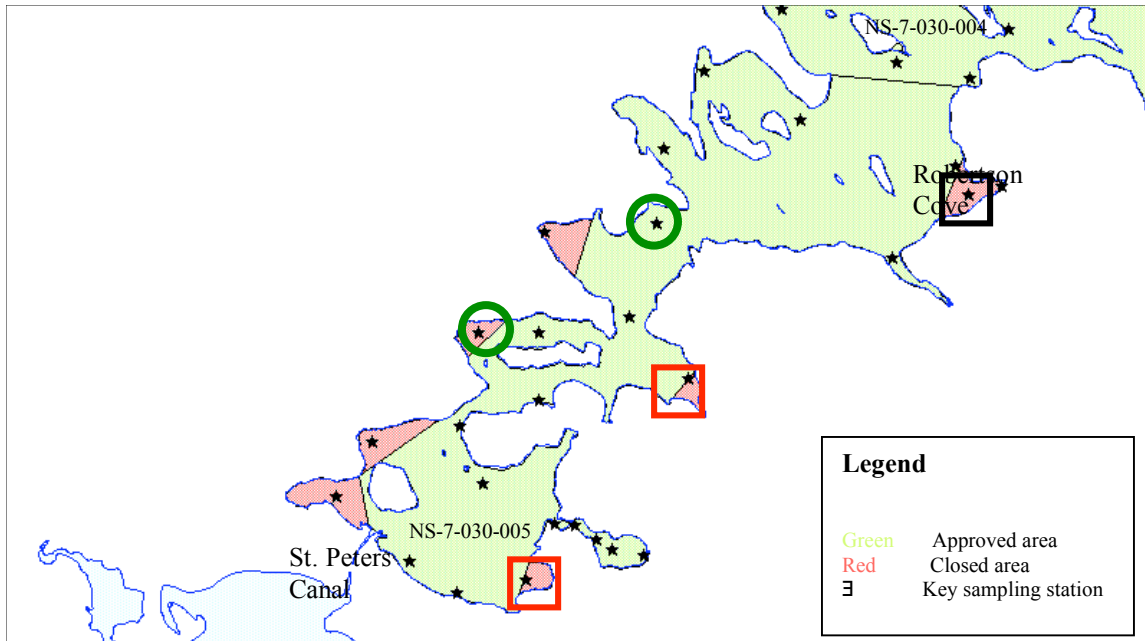 NS-7-030-004
Robertson
Cove
NS-7-030-005
St. Peters
Canal
Legend
Green Approved area
Red Closed area
∃ Key sampling station